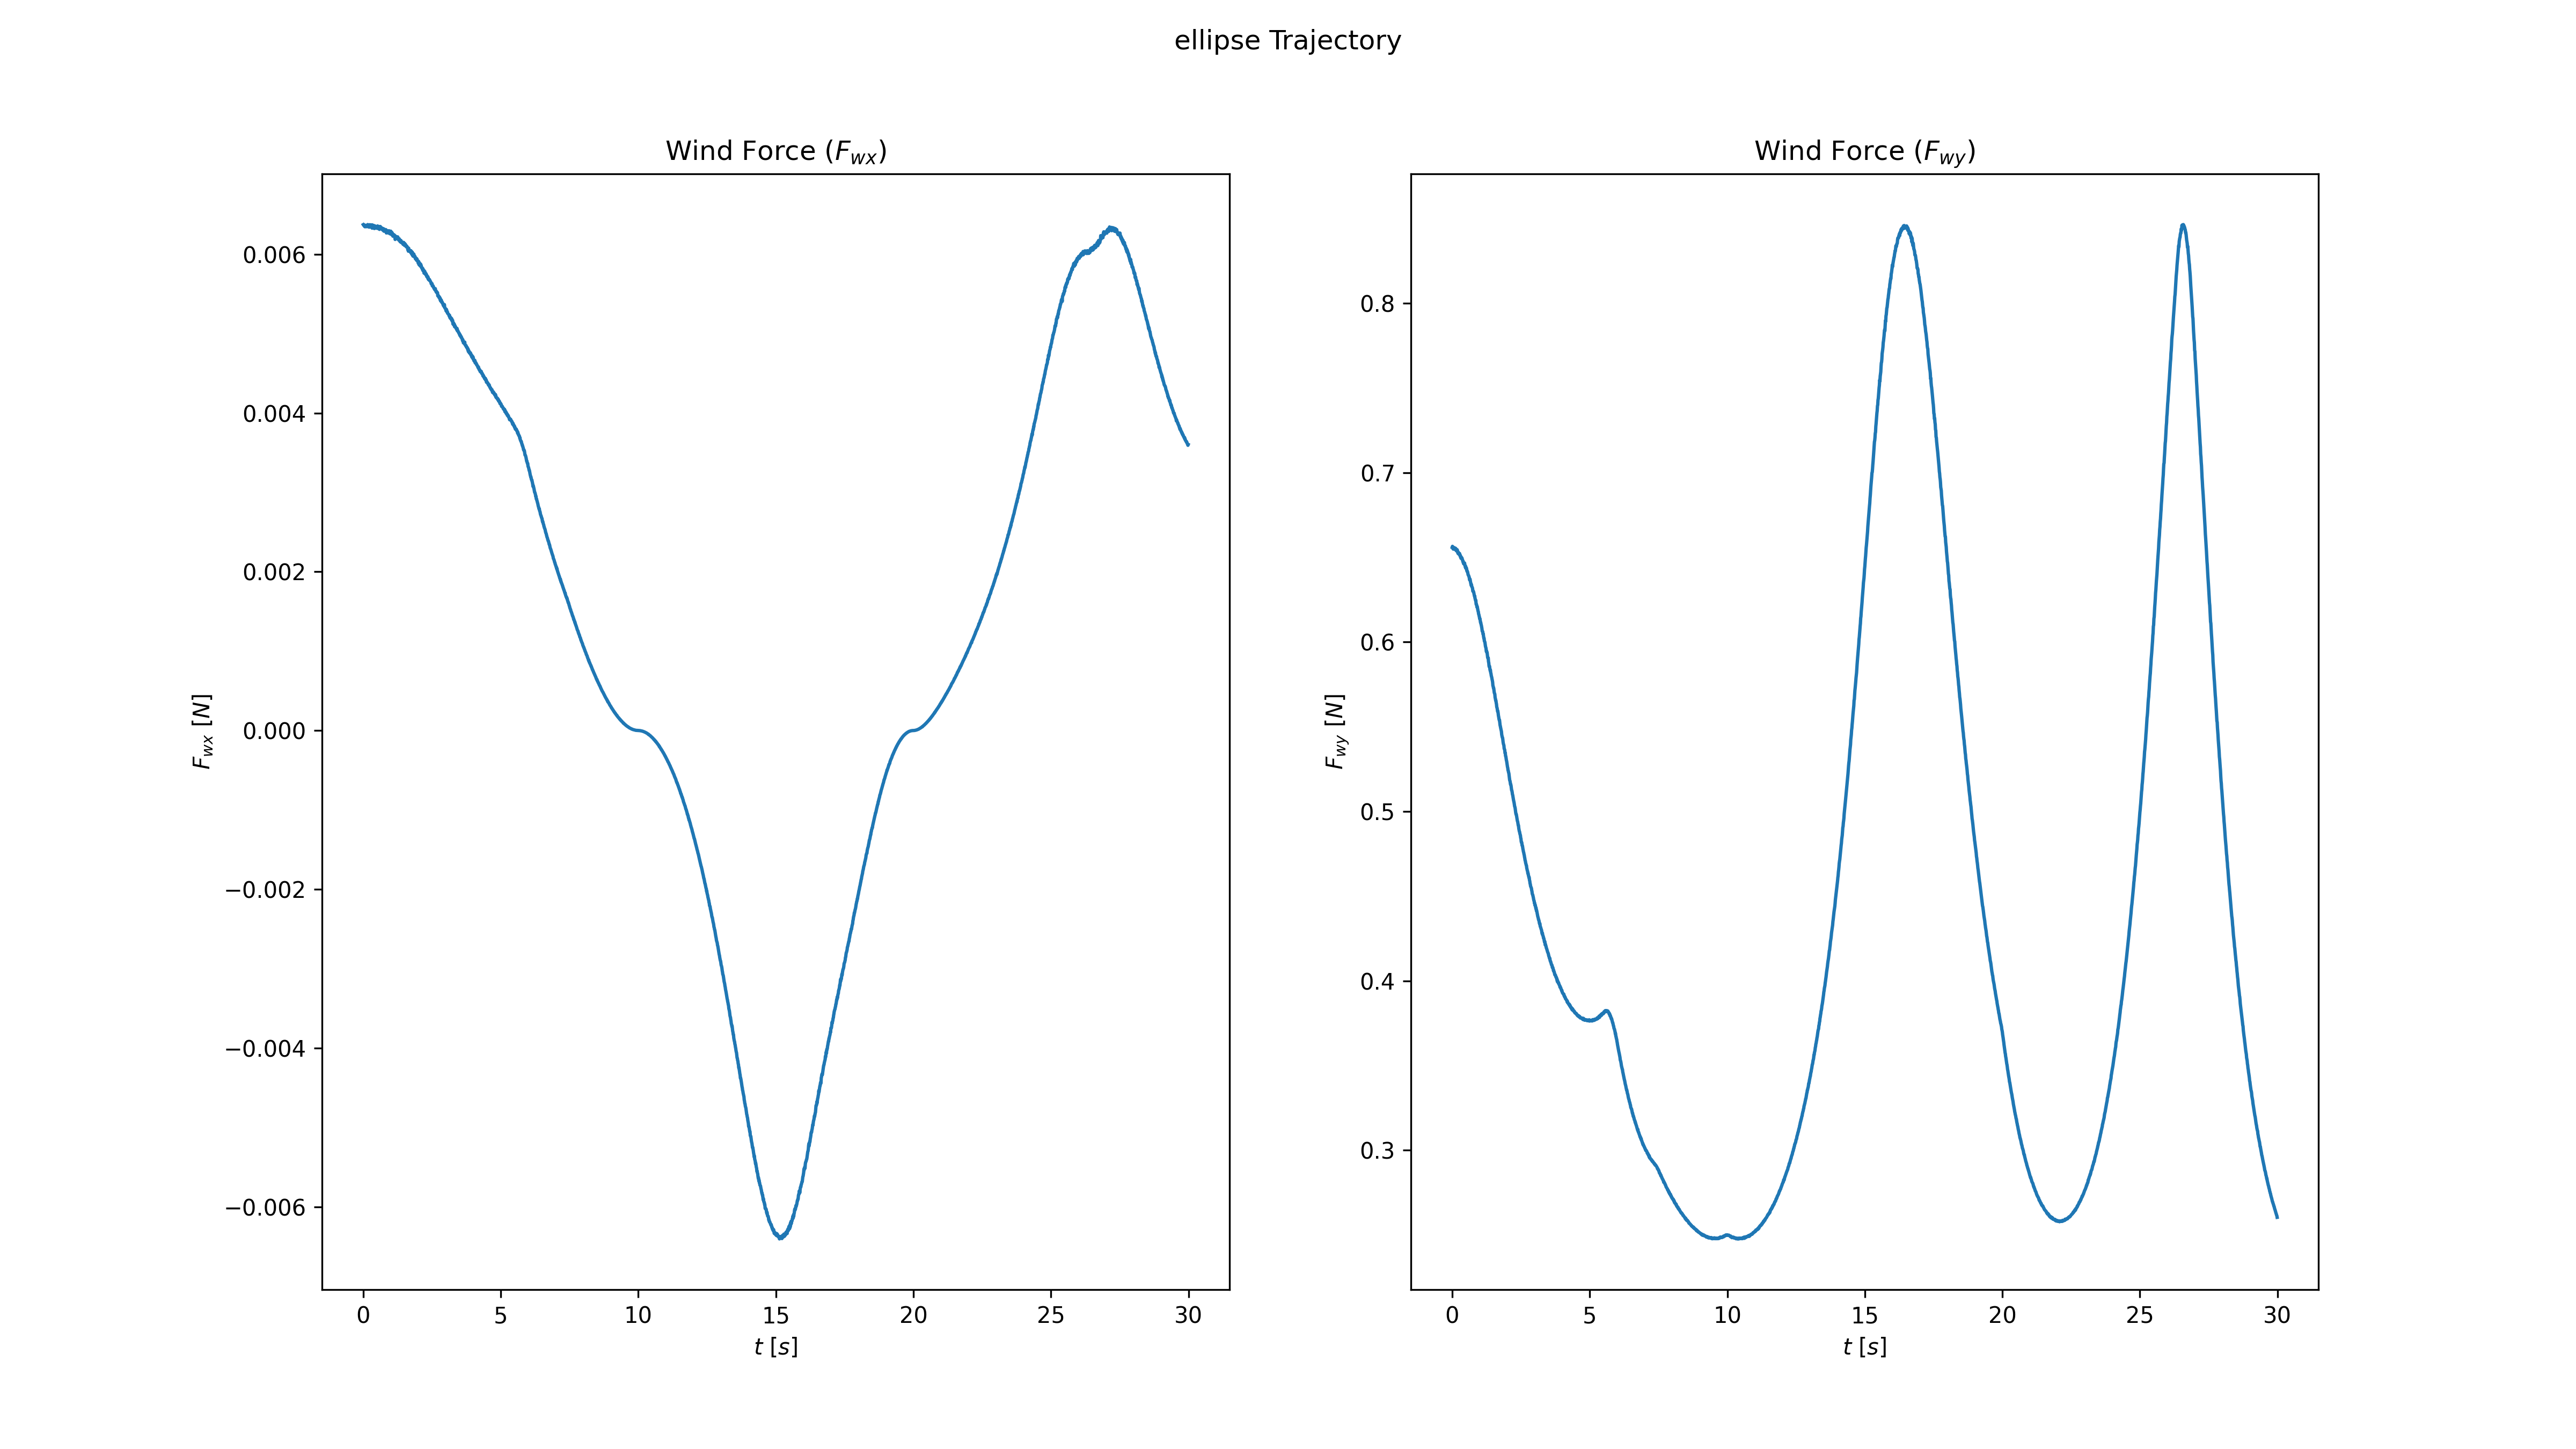 ellipse Trajectory
Wind Force (F_wx)
0.006
0.004
0.002
0.000
−0.002
−0.004
−0.006
F_wx [N]
0 5 10 15 20 25 30
t [s]
Wind Force (F_wy)
0.8
0.7
0.6
0.5
0.4
0.3
F_wy [N]
0 5 10 15 20 25 30
t [s]